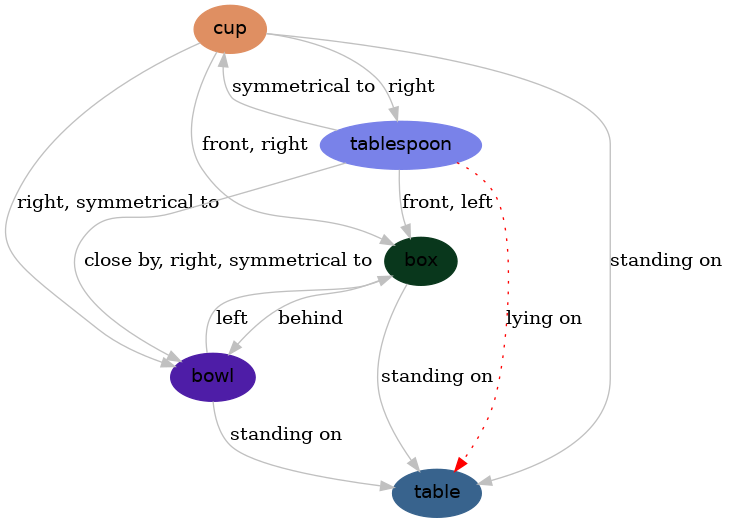 cup
symmetrical to
right
front, right
tablespoon
right, symmetrical to
front, left
close by, right, symmetrical to
box
standing on
left
behind
lying on
bowl
standing on
standing on
table